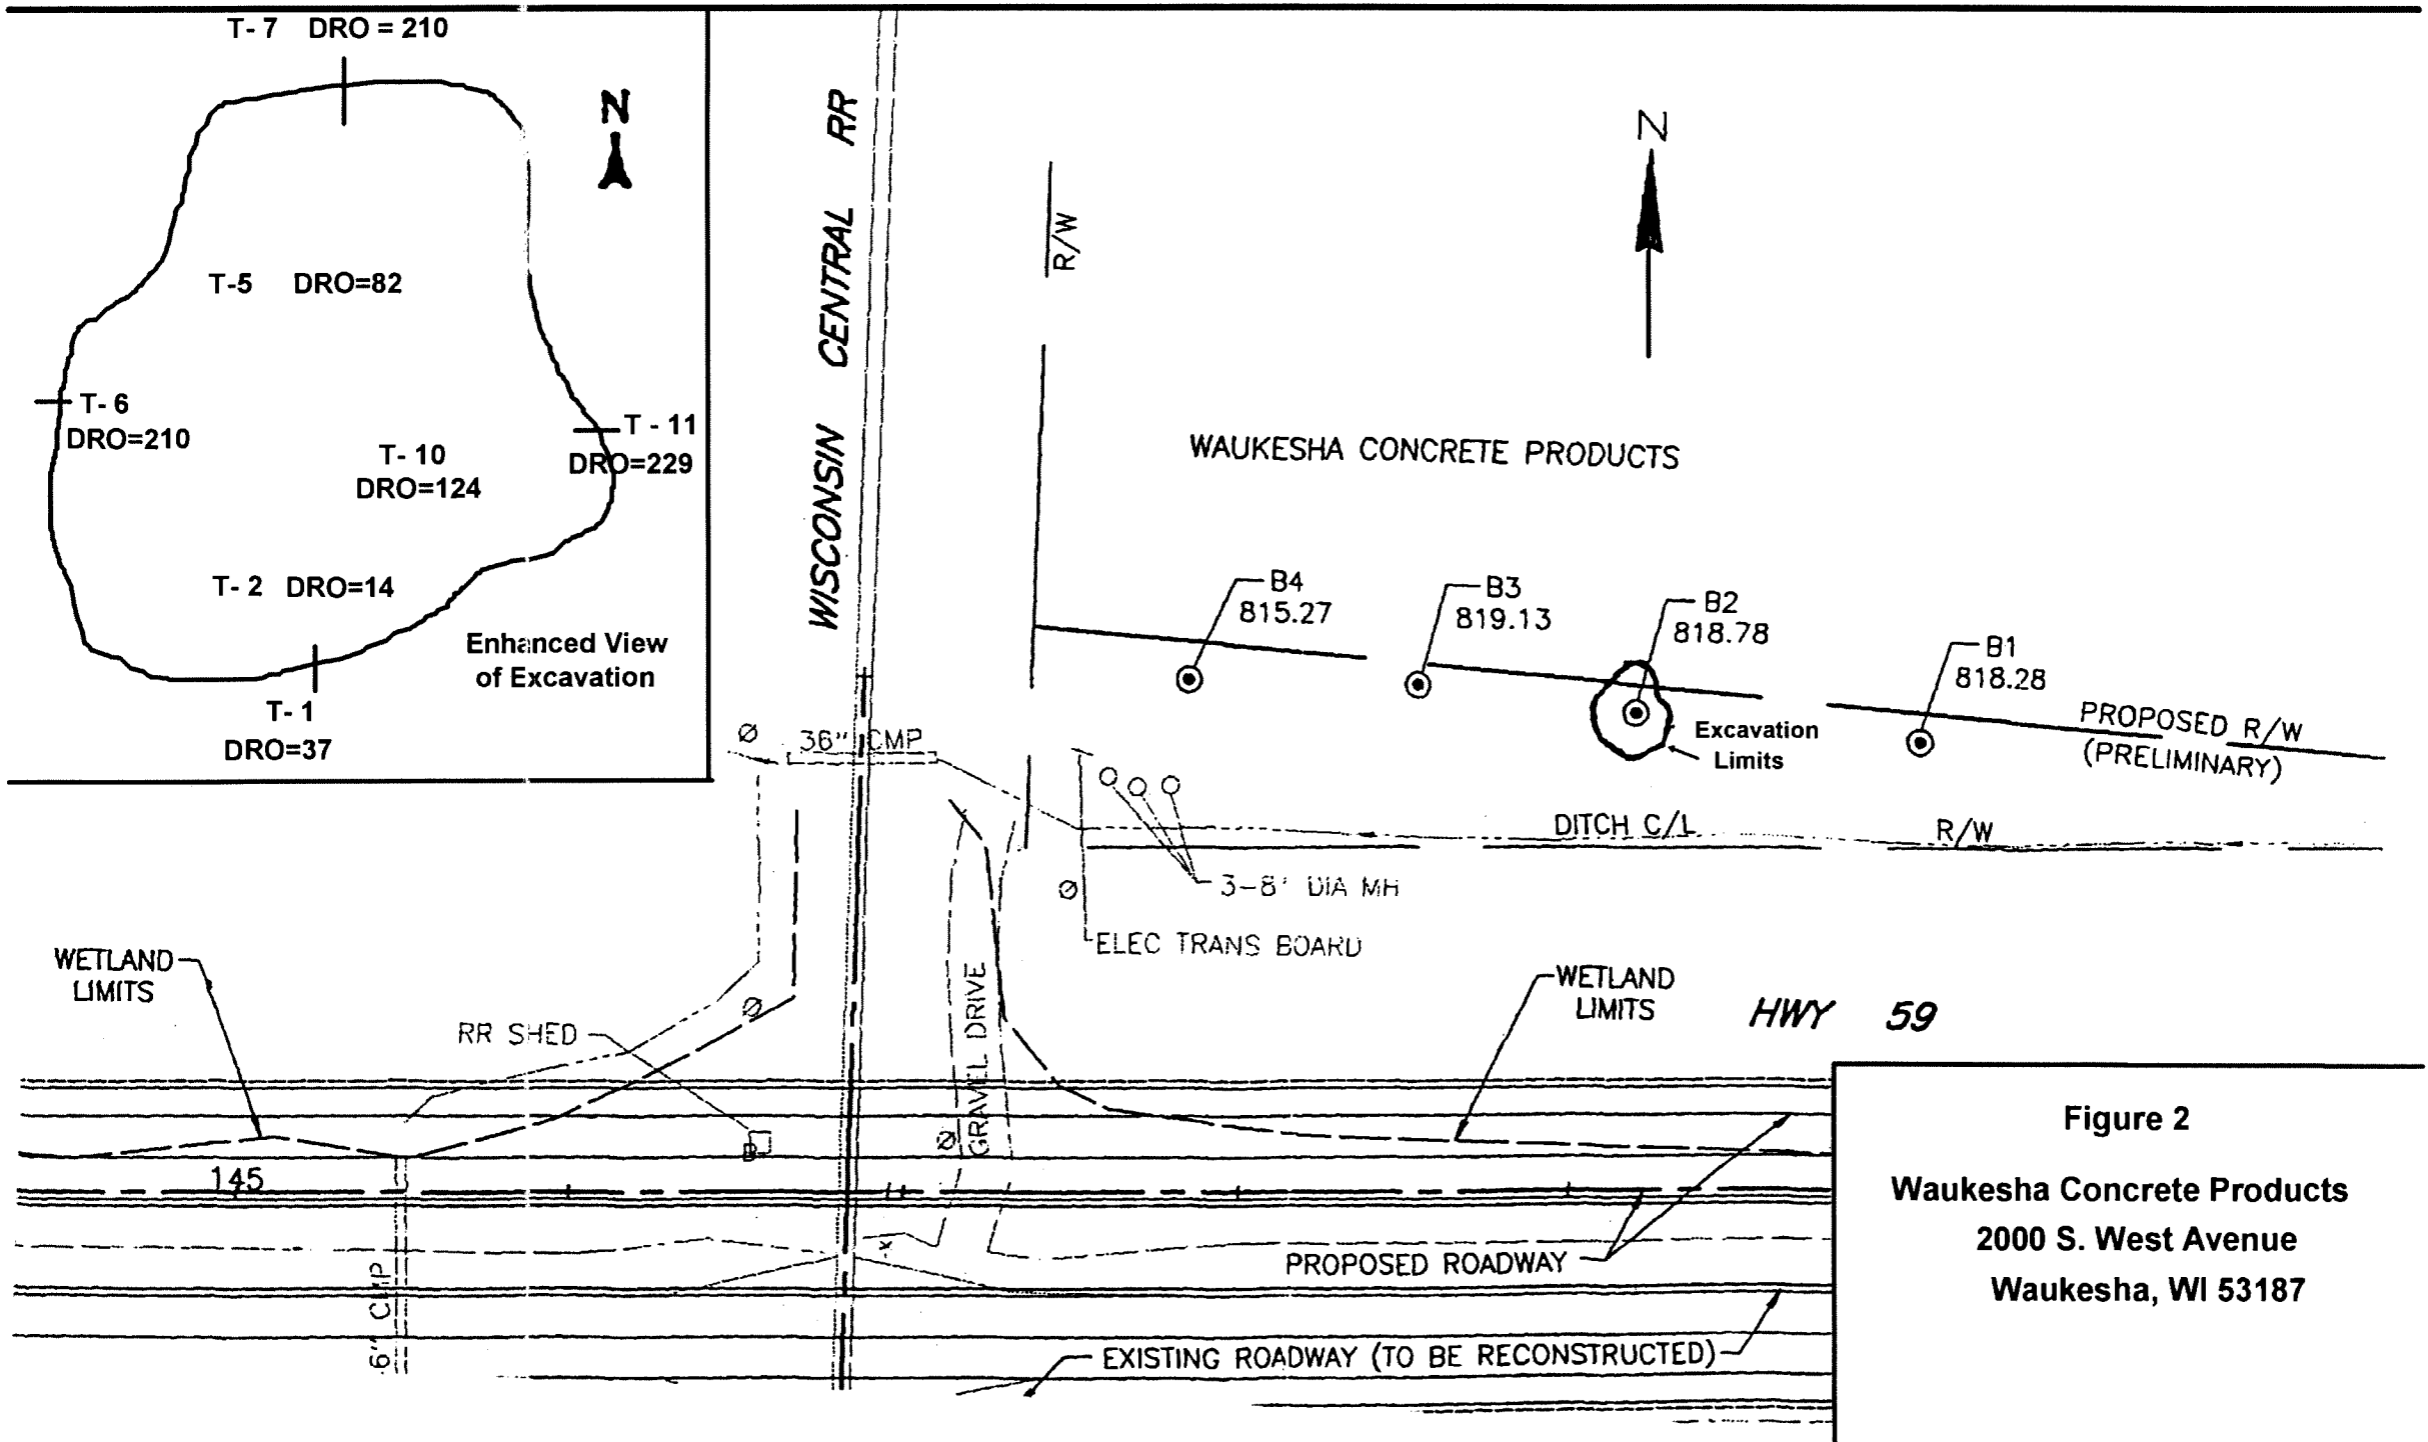 T- 7 DRO = 210
N
T-5 DRO=82
T- 6
DRO=210
T- 10
DRO=124
T - 11
DRO=229
T- 2 DRO=14
Enhanced View
of Excavation
T- 1
DRO=37
WISCONSIN CENTRAL RR
R/W
N
WAUKESHA CONCRETE PRODUCTS
B4
815.27
B3
819.13
B2
818.78
B1
818.28
Excavation
Limits
PROPOSED R/W
(PRELIMINARY)
36" CMP
DITCH C/L
R/W
3-8' DIA MH
ELEC TRANS BOARD
WETLAND
LIMITS
RR SHED
GRAVEL DRIVE
WETLAND
LIMITS
HWY 59
145
6" CMP
PROPOSED ROADWAY
EXISTING ROADWAY (TO BE RECONSTRUCTED)
Figure 2
Waukesha Concrete Products
2000 S. West Avenue
Waukesha, WI 53187